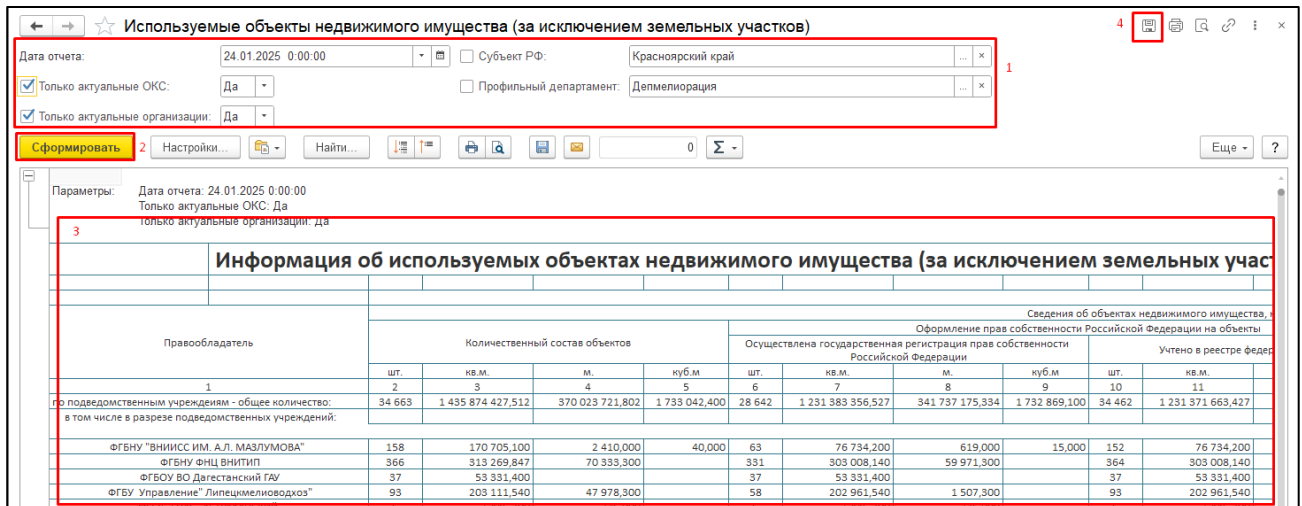 Используемые объекты недвижимого имущества (за исключением земельных участков) 4
Дата отчета: 24.01.2025 0:00:00 Субъект РФ: Красноярский край ... ×
1
Только актуальные ОКС: Да Профильный департамент: Депмелиорация ... ×
Только актуальные организации: Да
Сформировать 2 Настройки... Найти... 0 Σ Еще ?
Параметры: Дата отчета: 24.01.2025 0:00:00
Только актуальные ОКС: Да
Только актуальные организации: Да
3
Информация об используемых объектах недвижимого имущества (за исключением земельных учас
Сведения об объектах недвижимого имущества,
Оформление прав собственности Российской Федерации на объекты
Правообладатель Количественный состав объектов Осуществлена государственная регистрация прав собственности Российской Федерации Учтено в реестре федер
шт. кв.м. м. куб.м шт. кв.м. м. куб.м шт. кв.м.
1 2 3 4 5 6 7 8 9 10 11
по подведомственным учреждеиям - общее количество: 34 663 1 435 874 427,512 370 023 721,802 1 733 042,400 28 642 1 231 383 356,527 341 737 175,334 1 732 869,100 34 462 1 231 371 663,427
в том числе в разрезе подведомственных учреждений:
ФГБНУ "ВНИИСС ИМ. А.Л. МАЗЛУМОВА" 158 170 705,100 2 410,000 40,000 63 76 734,200 619,000 15,000 152 76 734,200
ФГБНУ ФНЦ ВНИТИП 366 313 269,847 70 333,300 331 303 008,140 59 971,300 364 303 008,140
ФГБОУ ВО Дагестанский ГАУ 37 53 331,400 37 53 331,400 37 53 331,400
ФГБУ Управление" Липецкмелиоводхоз" 93 203 111,540 47 978,300 58 202 961,540 1 507,300 93 202 961,540